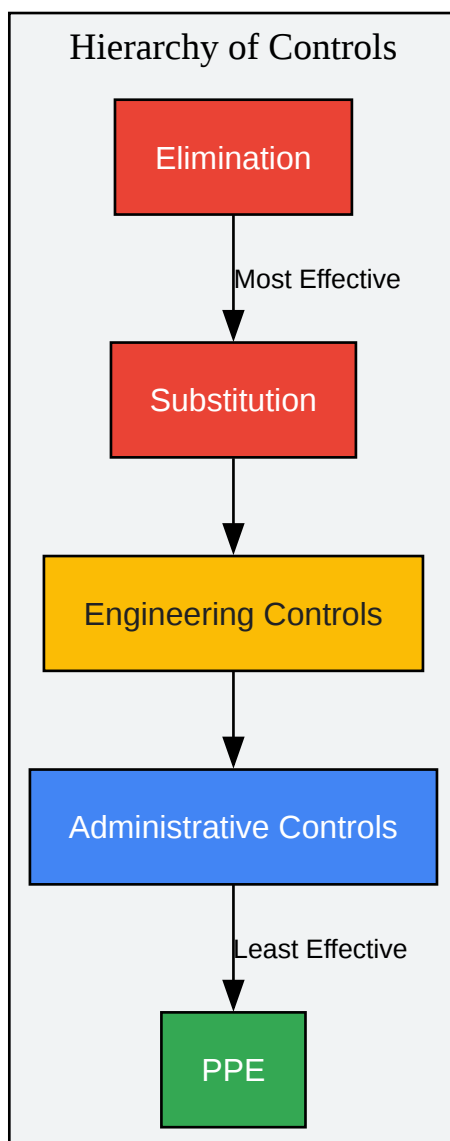 Hierarchy of Controls
Elimination
Most Effective
Substitution
Engineering Controls
Administrative Controls
Least Effective
PPE